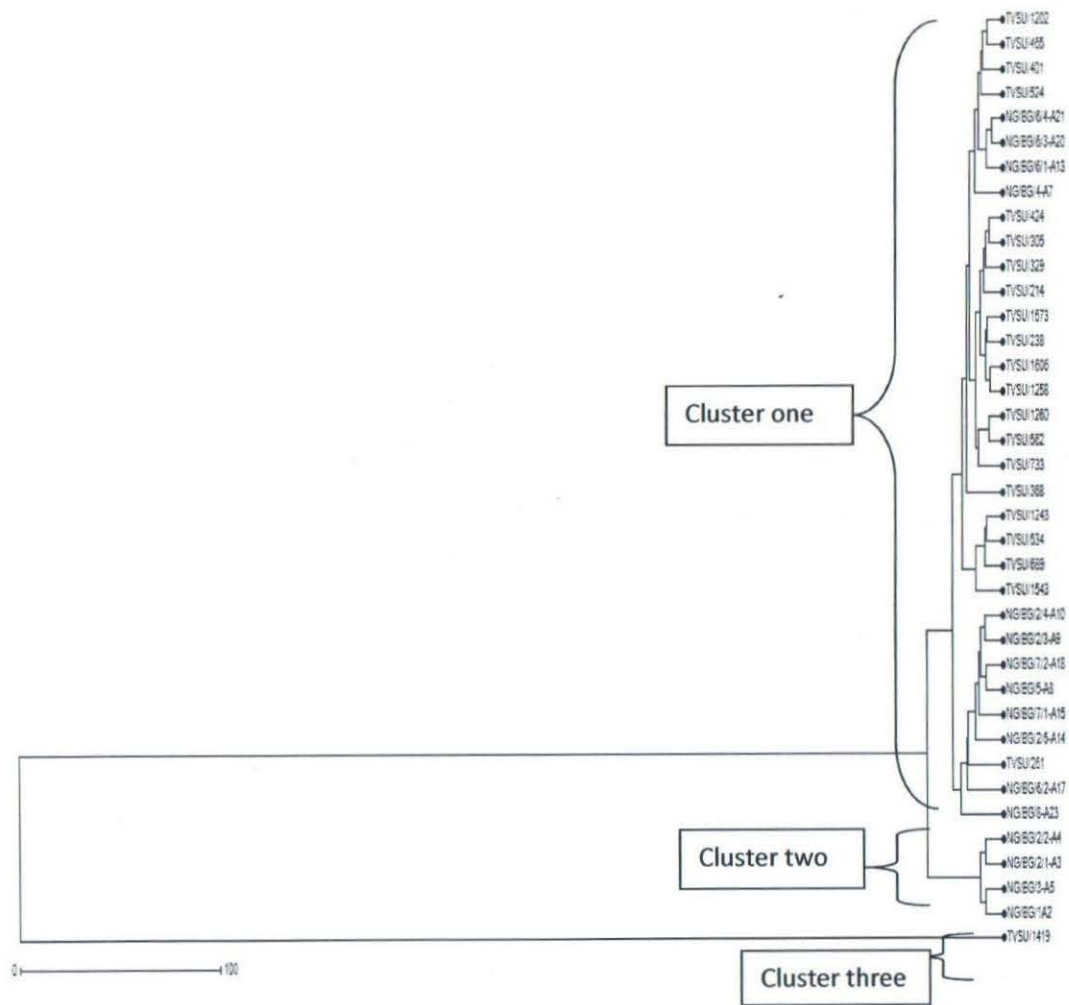 TVSU/1202
TVSU/455
TVSU/401
TVSU/524
NG/BG/6/4-A21
NG/BG/6/3-A20
NG/BG/6/1-A13
NG/BG/4-A7
TVSU/424
TVSU/305
TVSU/329
TVSU/214
TVSU/1573
TVSU/238
TVSU/1606
TVSU/1258
Cluster one
TVSU/1260
TVSU/562
TVSU/733
TVSU/368
TVSU/1243
TVSU/534
TVSU/689
TVSU/1543
NG/BG/2/4-A10
NG/BG/2/3-A9
NG/BG/7/2-A18
NG/BG/5-A8
NG/BG/7/1-A15
NG/BG/2/5-A14
TVSU/261
NG/BG/6/2-A17
NG/BG/8-A23
NG/BG/2/2-A4
Cluster two
NG/BG/2/1-A3
NG/BG/3-A5
NG/BG/1A2
TVSU/1419
0 100
Cluster three